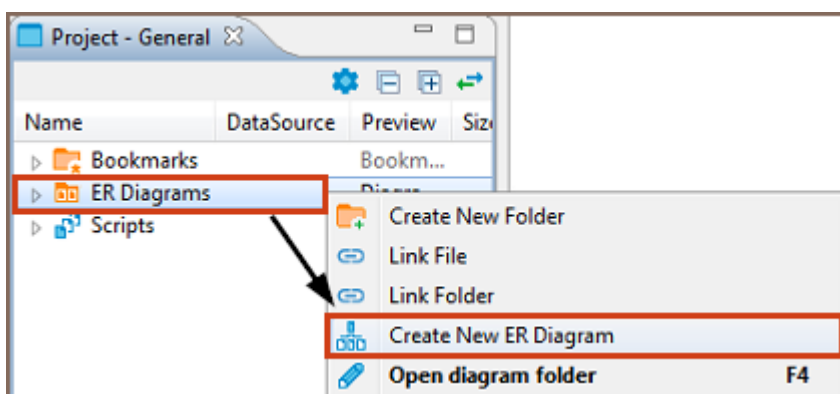 Project - General
Name DataSource Preview Siz
Bookmarks Bookm...
ER Diagrams
Scripts
Create New Folder
Link File
Link Folder
Create New ER Diagram
Open diagram folder F4